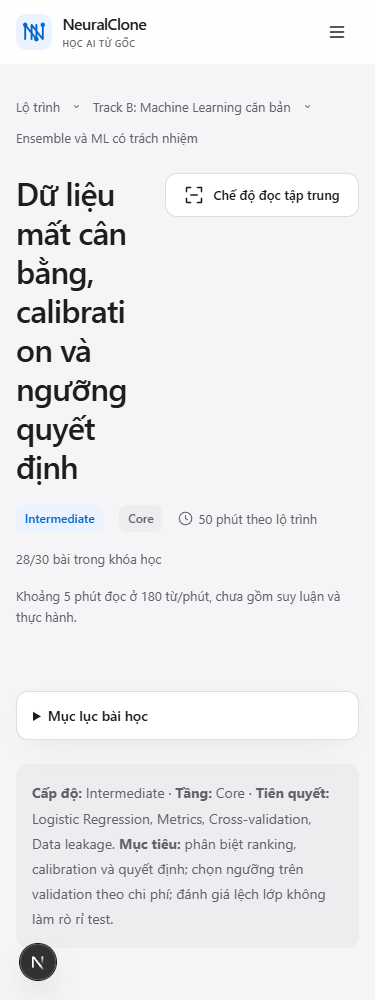 NeuralClone
HỌC AI TỪ GỐC
Lộ trình
Track B: Machine Learning căn bản
Ensemble và ML có trách nhiệm
Dữ liệu
mất cân
bằng,
calibrati
on và
ngưỡng
quyết
định
Chế độ đọc tập trung
Intermediate
Core
50 phút theo lộ trình
28/30 bài trong khóa học
Khoảng 5 phút đọc ở 180 từ/phút, chưa gồm suy luận và
thực hành.
Mục lục bài học
Cấp độ: Intermediate · Tầng: Core · Tiên quyết:
Logistic Regression, Metrics, Cross-validation,
Data leakage. Mục tiêu: phân biệt ranking,
calibration và quyết định; chọn ngưỡng trên
validation theo chi phí; đánh giá lệch lớp không
làm rò rỉ test.
N